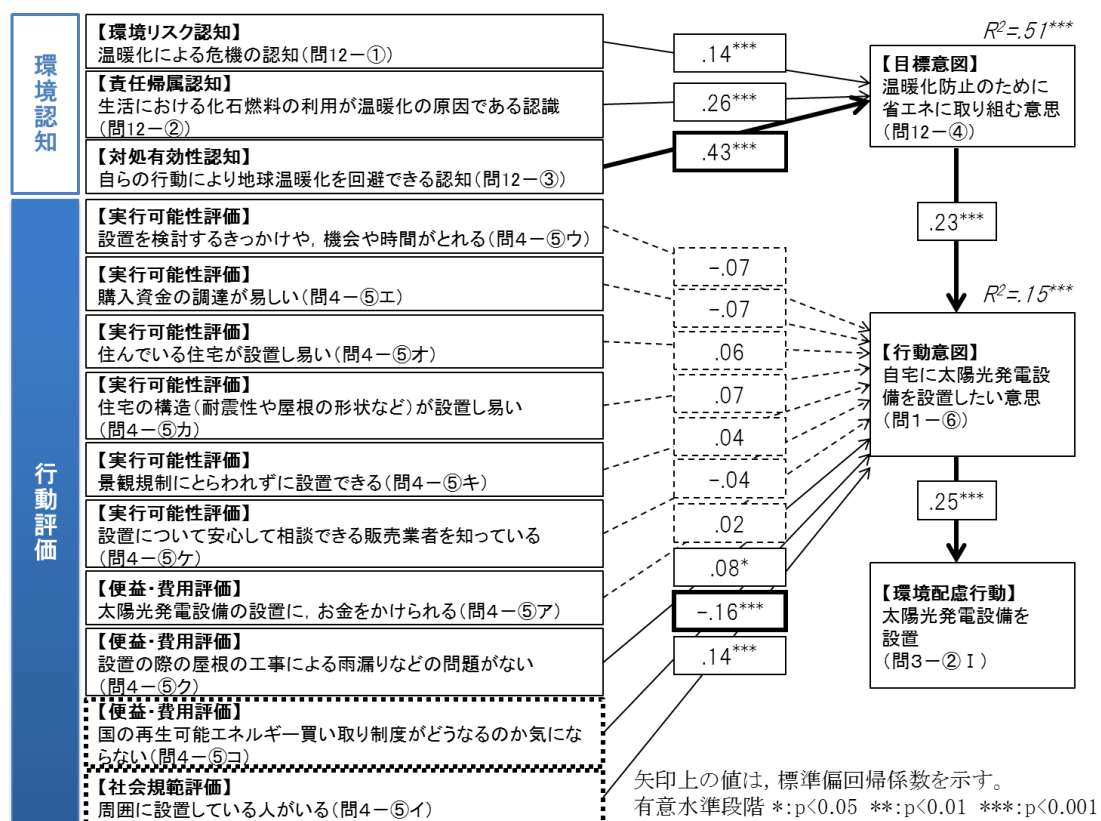 環境認知
【環境リスク認知】
温暖化による危機の認知(問12－①)
【責任帰属認知】
生活における化石燃料の利用が温暖化の原因である認識
(問12－②)
【対処有効性認知】
自らの行動により地球温暖化を回避できる認知(問12－③)
行動評価
【実行可能性評価】
設置を検討するきっかけや，機会や時間がとれる(問4－⑤ウ)
【実行可能性評価】
購入資金の調達が易しい(問4－⑤エ)
【実行可能性評価】
住んでいる住宅が設置し易い(問4－⑤オ)
【実行可能性評価】
住宅の構造(耐震性や屋根の形状など)が設置し易い
(問4－⑤カ)
【実行可能性評価】
景観規制にとらわれずに設置できる(問4－⑤キ)
【実行可能性評価】
設置について安心して相談できる販売業者を知っている
(問4－⑤ケ)
【便益・費用評価】
太陽光発電設備の設置に，お金をかけられる(問4－⑤ア)
【便益・費用評価】
設置の際の屋根の工事による雨漏りなどの問題がない
(問4－⑤ク)
【便益・費用評価】
国の再生可能エネルギー買い取り制度がどうなるのか気にな
らない(問4－⑤コ)
【社会規範評価】
周囲に設置している人がいる(問4－⑤イ)
.14***
.26***
.43***
-.07
-.07
.06
.07
.04
-.04
.02
.08*
-.16***
.14***
R²=.51***
【目標意図】
温暖化防止のために
省エネに取り組む意思
(問12－④)
.23***
R²=.15***
【行動意図】
自宅に太陽光発電設
備を設置したい意思
(問1－⑥)
.25***
【環境配慮行動】
太陽光発電設備を
設置
(問3－②Ⅰ)
矢印上の値は，標準偏回帰係数を示す。
有意水準段階 *:p<0.05 **:p<0.01 ***:p<0.001